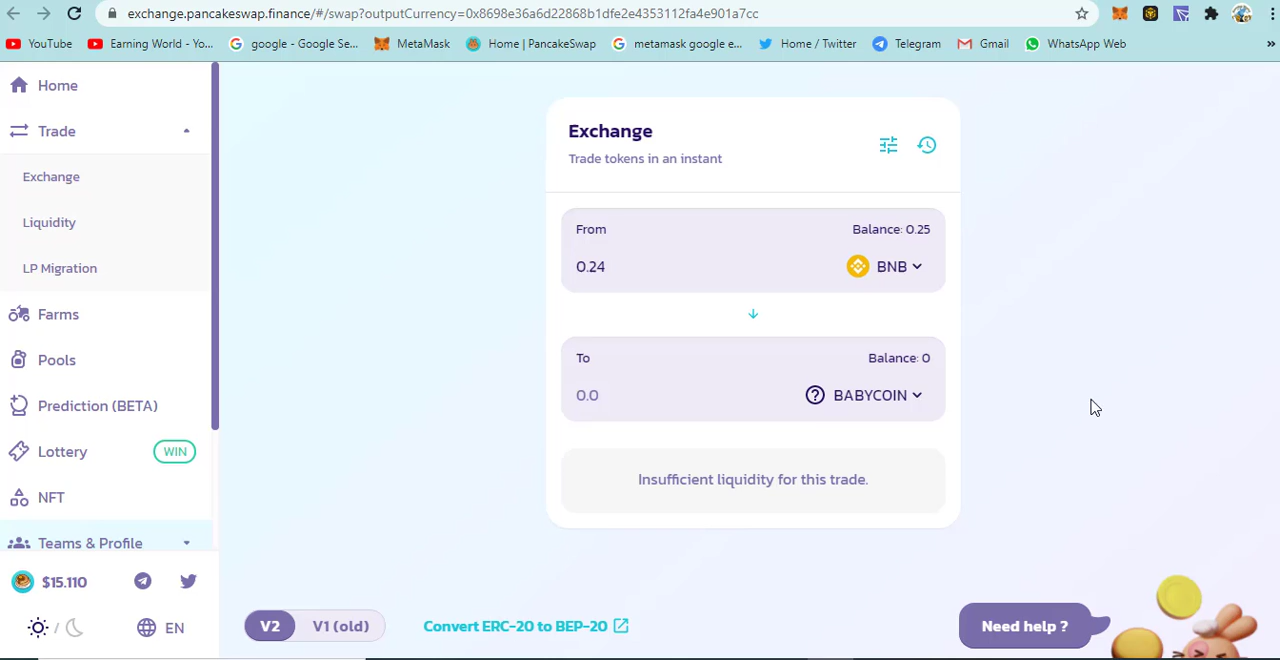 exchange.pancakeswap.finance/#/swap?outputCurrency=0x8698e36a6d22868b1dfe2e4353112fa4e901a7cc
YouTube
Earning World - Yo...
google - Google Se...
MetaMask
Home | PancakeSwap
metamask google e...
Home / Twitter
Telegram
Gmail
WhatsApp Web
»
Home
Trade
Exchange
Liquidity
LP Migration
Farms
Pools
Prediction (BETA)
Lottery
WIN
NFT
Teams & Profile
$15.110
/
EN
Exchange
Trade tokens in an instant
From
Balance: 0.25
0.24
BNB
To
Balance: 0
0.0
? BABYCOIN
Insufficient liquidity for this trade.
V2
V1 (old)
Convert ERC-20 to BEP-20
Need help ?